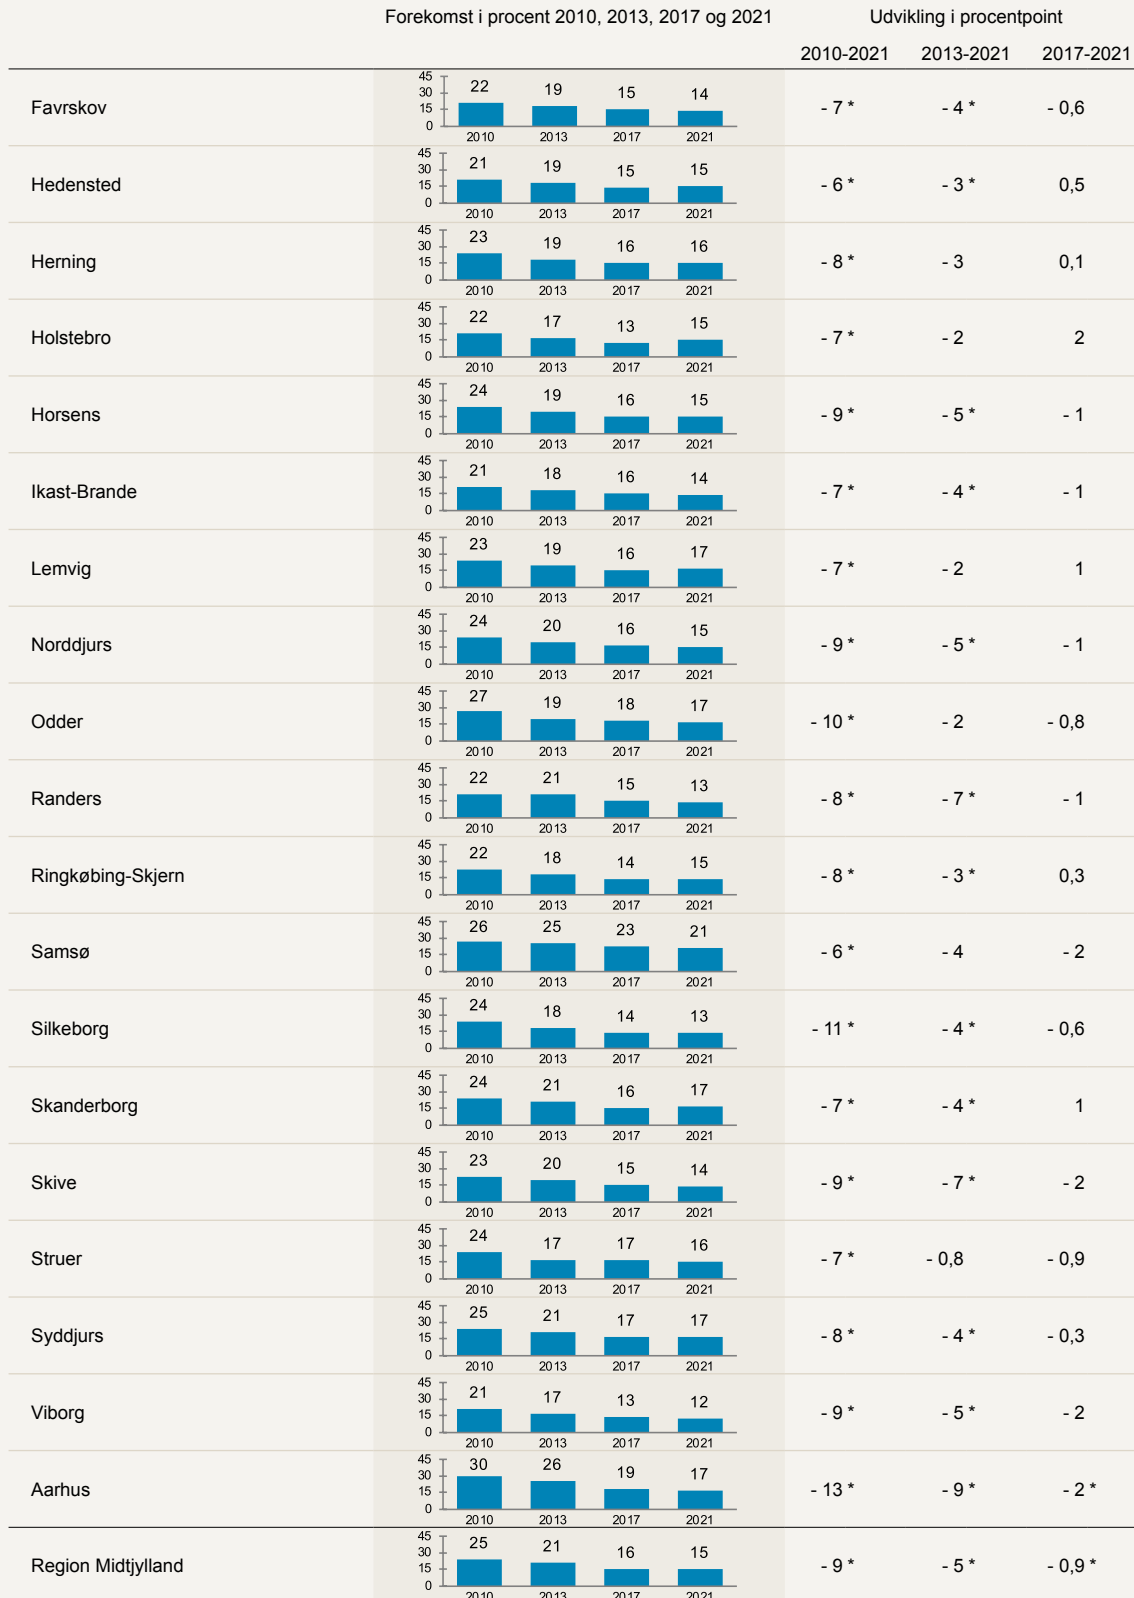 Forekomst i procent 2010, 2013, 2017 og 2021 Udvikling i procentpoint
2010-2021 2013-2021 2017-2021
45 30 15 0
Favrskov 22 19 15 14 - 7 * - 4 * - 0,6
2010 2013 2017 2021
45 30 15 0
Hedensted 21 19 15 15 - 6 * - 3 * 0,5
2010 2013 2017 2021
45 30 15 0
Herning 23 19 16 16 - 8 * - 3 0,1
2010 2013 2017 2021
45 30 15 0
Holstebro 22 17 13 15 - 7 * - 2 2
2010 2013 2017 2021
45 30 15 0
Horsens 24 19 16 15 - 9 * - 5 * - 1
2010 2013 2017 2021
45 30 15 0
Ikast-Brande 21 18 16 14 - 7 * - 4 * - 1
2010 2013 2017 2021
45 30 15 0
Lemvig 23 19 16 17 - 7 * - 2 1
2010 2013 2017 2021
45 30 15 0
Norddjurs 24 20 16 15 - 9 * - 5 * - 1
2010 2013 2017 2021
45 30 15 0
Odder 27 19 18 17 - 10 * - 2 - 0,8
2010 2013 2017 2021
45 30 15 0
Randers 22 21 15 13 - 8 * - 7 * - 1
2010 2013 2017 2021
45 30 15 0
Ringkøbing-Skjern 22 18 14 15 - 8 * - 3 * 0,3
2010 2013 2017 2021
45 30 15 0
Samsø 26 25 23 21 - 6 * - 4 - 2
2010 2013 2017 2021
45 30 15 0
Silkeborg 24 18 14 13 - 11 * - 4 * - 0,6
2010 2013 2017 2021
45 30 15 0
Skanderborg 24 21 16 17 - 7 * - 4 * 1
2010 2013 2017 2021
45 30 15 0
Skive 23 20 15 14 - 9 * - 7 * - 2
2010 2013 2017 2021
45 30 15 0
Struer 24 17 17 16 - 7 * - 0,8 - 0,9
2010 2013 2017 2021
45 30 15 0
Syddjurs 25 21 17 17 - 8 * - 4 * - 0,3
2010 2013 2017 2021
45 30 15 0
Viborg 21 17 13 12 - 9 * - 5 * - 2
2010 2013 2017 2021
45 30 15 0
Aarhus 30 26 19 17 - 13 * - 9 * - 2 *
2010 2013 2017 2021
45 30 15 0
Region Midtjylland 25 21 16 15 - 9 * - 5 * - 0,9 *
2010 2013 2017 2021